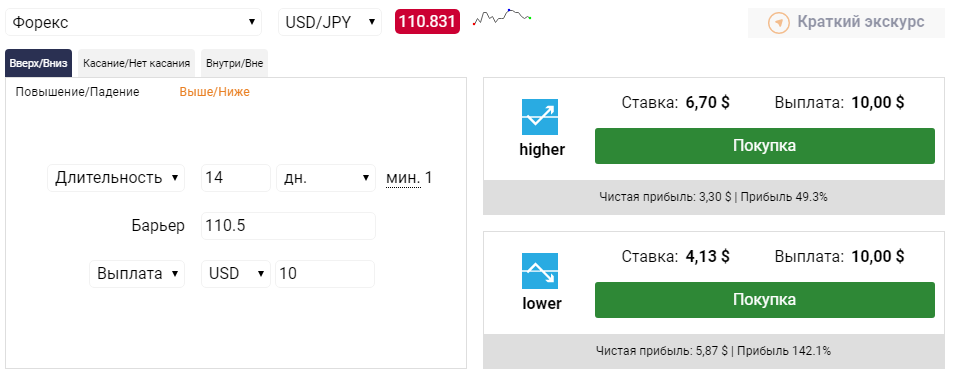 Форекс USD/JPY 110.831 Краткий экскурс
Вверх/Вниз Касание/Нет касания Внутри/Вне
Повышение/Падение Выше/Ниже
Длительность 14 дн. мин. 1
Барьер 110.5
Выплата USD 10
Ставка: 6,70 $ Выплата: 10,00 $
higher
Покупка
Чистая прибыль: 3,30 $ | Прибыль 49.3%
Ставка: 4,13 $ Выплата: 10,00 $
lower
Покупка
Чистая прибыль: 5,87 $ | Прибыль 142.1%